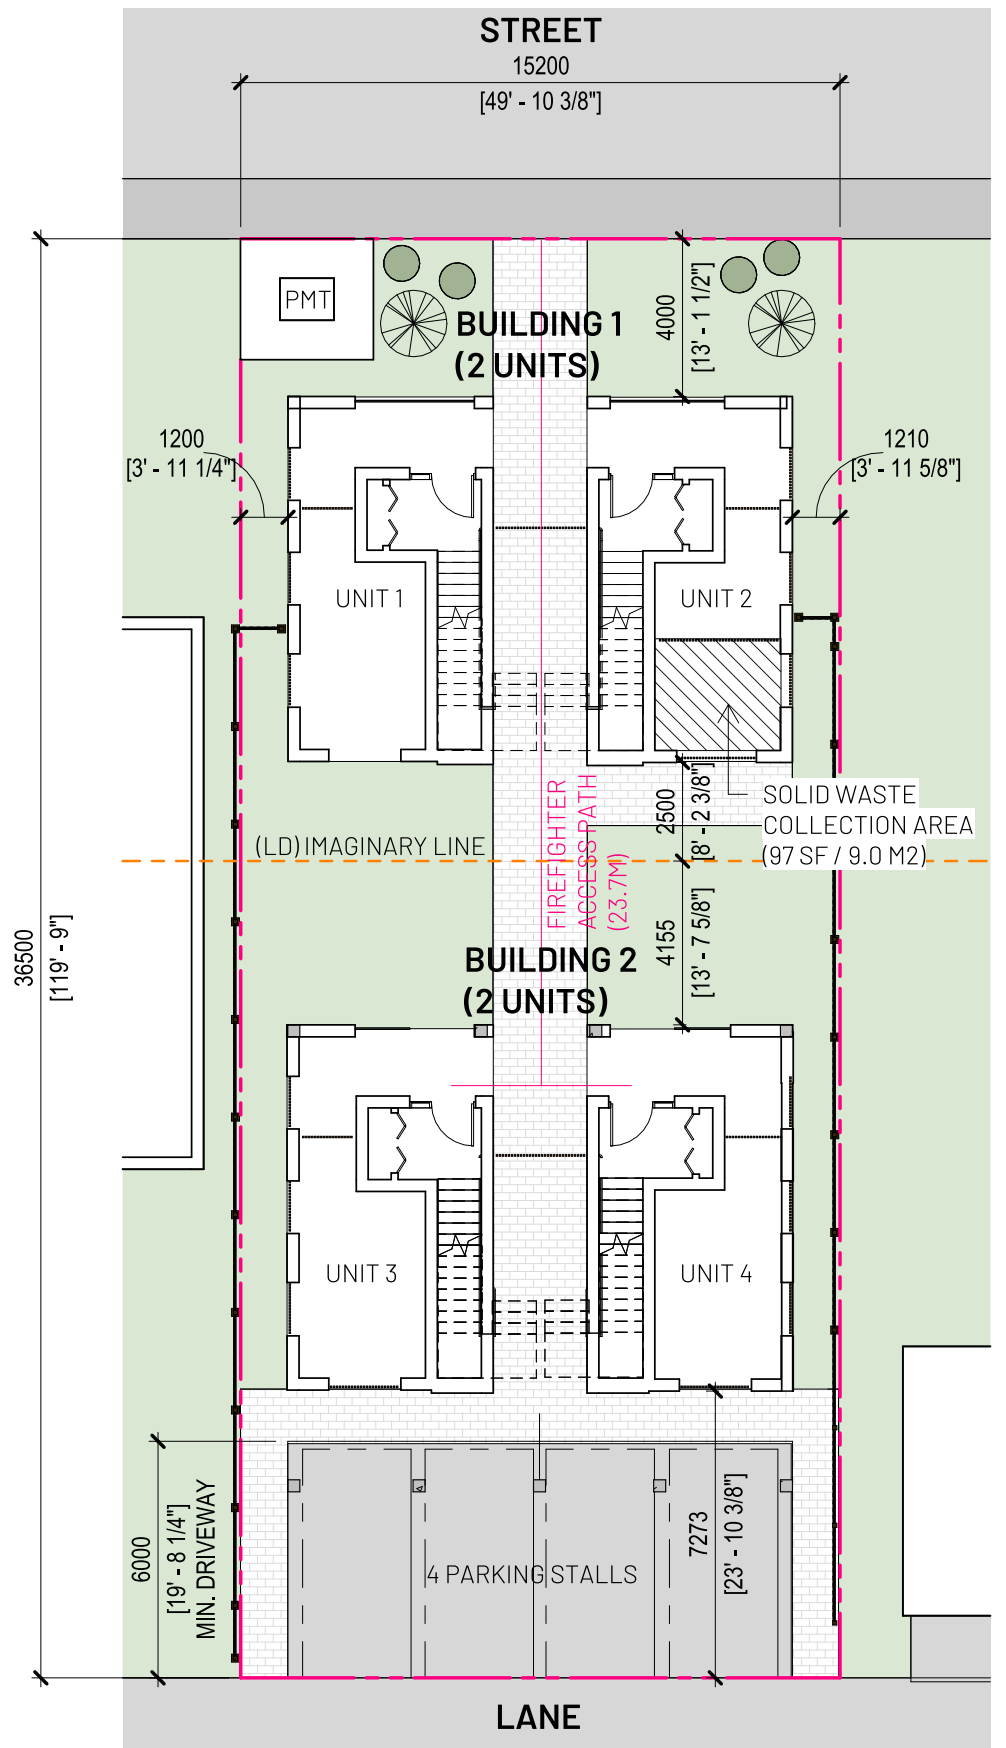 STREET
15200
[49' - 10 3/8"]
PMT
BUILDING 1
(2 UNITS)
4000
[13' - 1 1/2"]
1200
[3' - 11 1/4"]
1210
[3' - 11 5/8"]
UNIT 1
UNIT 2
FIREFIGHTER
ACCESS PATH
(23.7M)
2500
[8' - 2 3/8"]
SOLID WASTE
COLLECTION AREA
(97 SF / 9.0 M2)
(LD) IMAGINARY LINE
36500
[119' - 9"]
4155
[13' - 7 5/8"]
BUILDING 2
(2 UNITS)
UNIT 3
UNIT 4
6000
[19' - 8 1/4"]
MIN. DRIVEWAY
4 PARKING STALLS
7273
[23' - 10 3/8"]
LANE